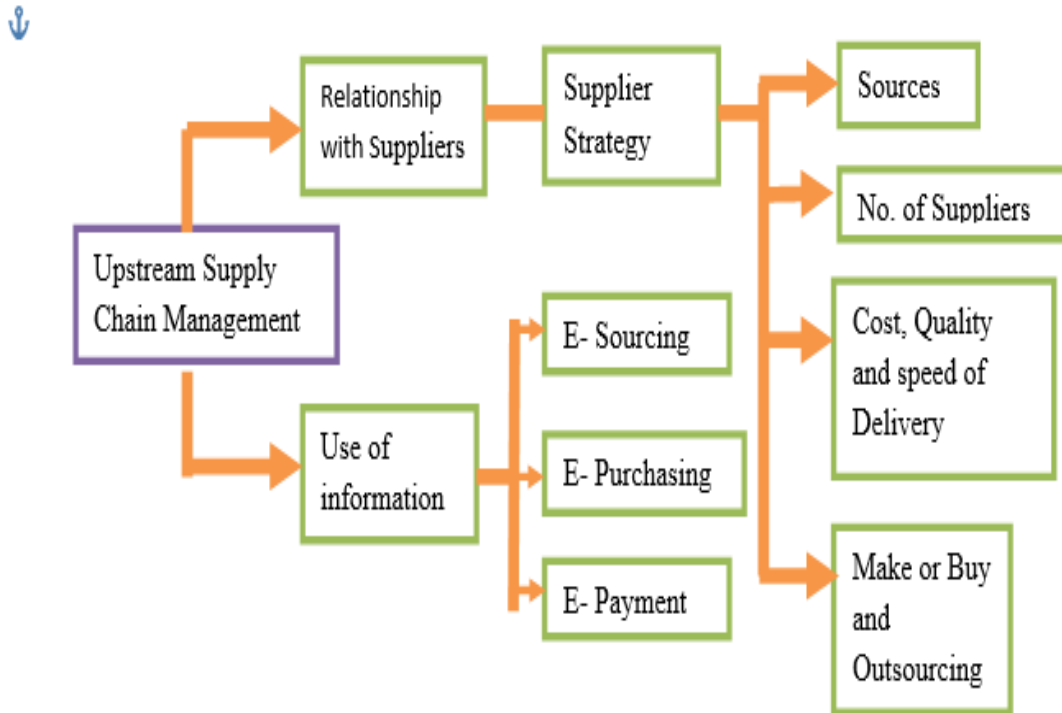 Relationship
with Suppliers
Supplier
Strategy
Sources
No. of Suppliers
Upstream Supply
Chain Management
E- Sourcing
Cost, Quality
and speed of
Delivery
Use of
information
E- Purchasing
E- Payment
Make or Buy
and
Outsourcing